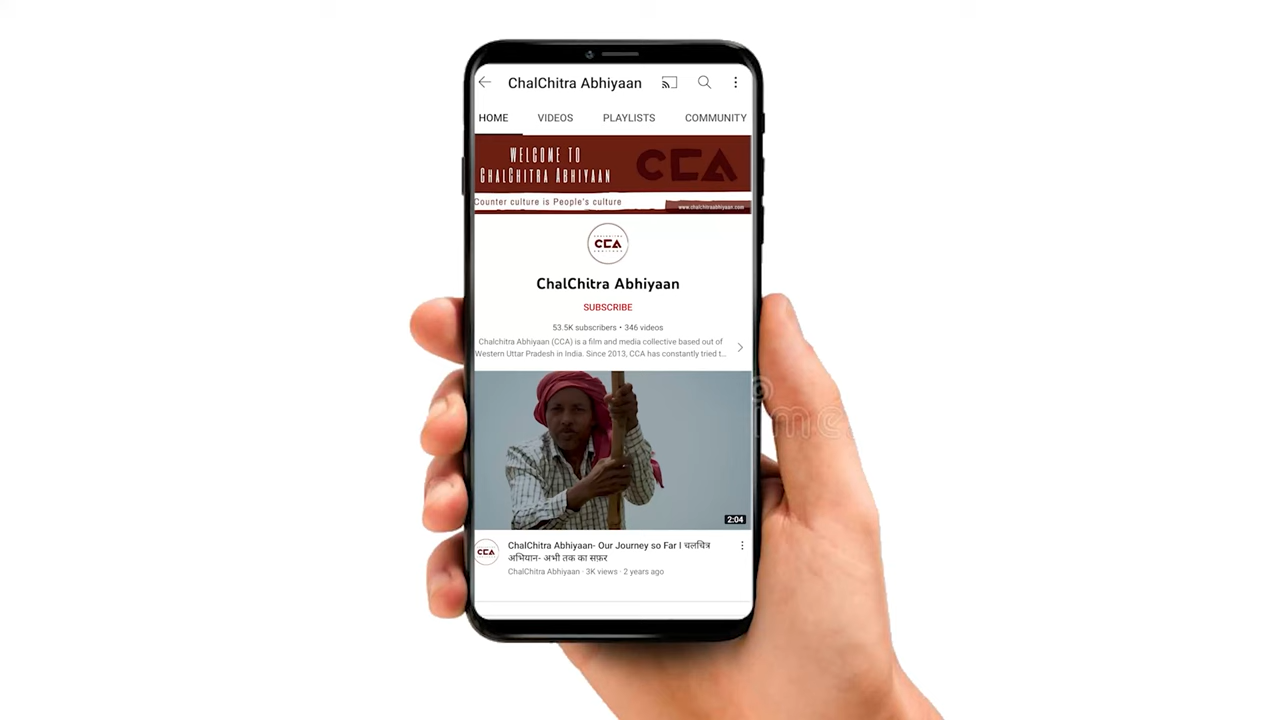 ChalChitra Abhiyaan
HOME VIDEOS PLAYLISTS COMMUNITY
WELCOME TO
CHALCHITRA ABHIYAAN
CCA
Counter culture is People's culture
www.chalchitraabhiyaan.com
CCA
ChalChitra Abhiyaan
SUBSCRIBE
53.5K subscribers • 346 videos
Chalchitra Abhiyaan (CCA) is a film and media collective based out of
Western Uttar Pradesh in India. Since 2013, CCA has constantly tried t...
2:04
CCA
ChalChitra Abhiyaan- Our Journey so Far I चलचित्र
अभियान- अभी तक का सफ़र
ChalChitra Abhiyaan · 3K views · 2 years ago